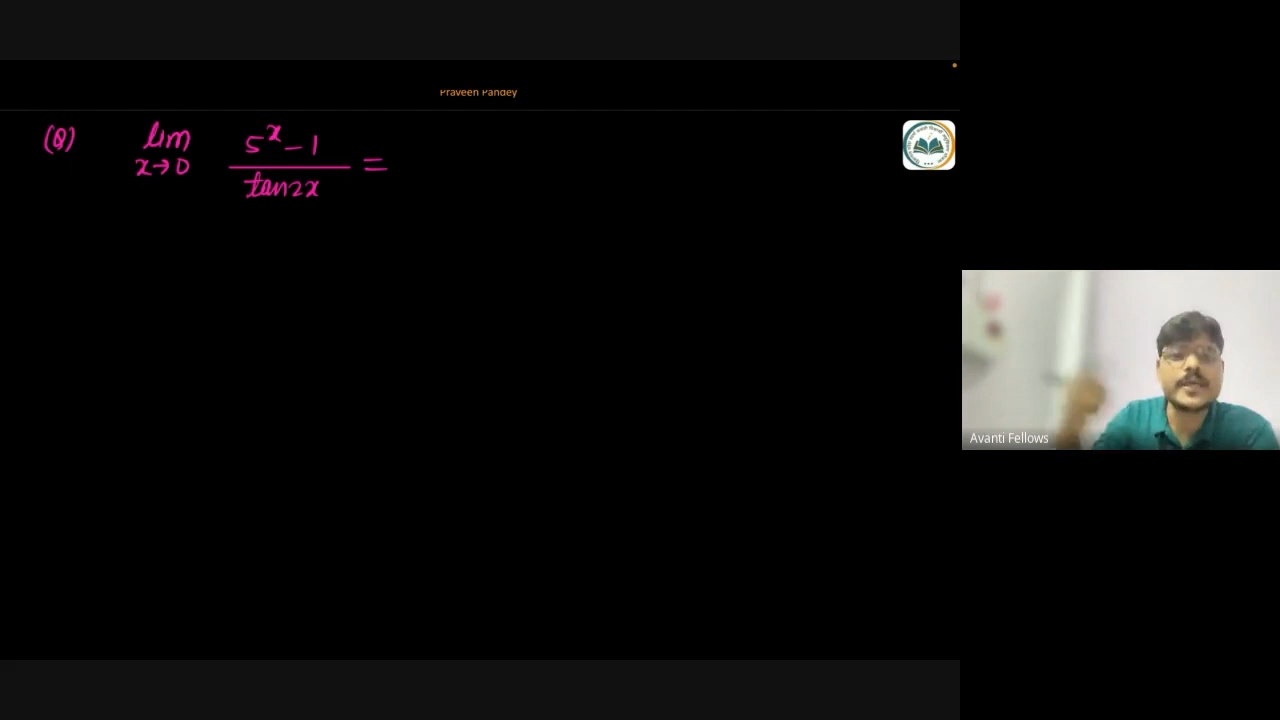 Praveen Pandey
(Q) lim x→0 5^x - 1 / tan2x =
Avanti Fellows